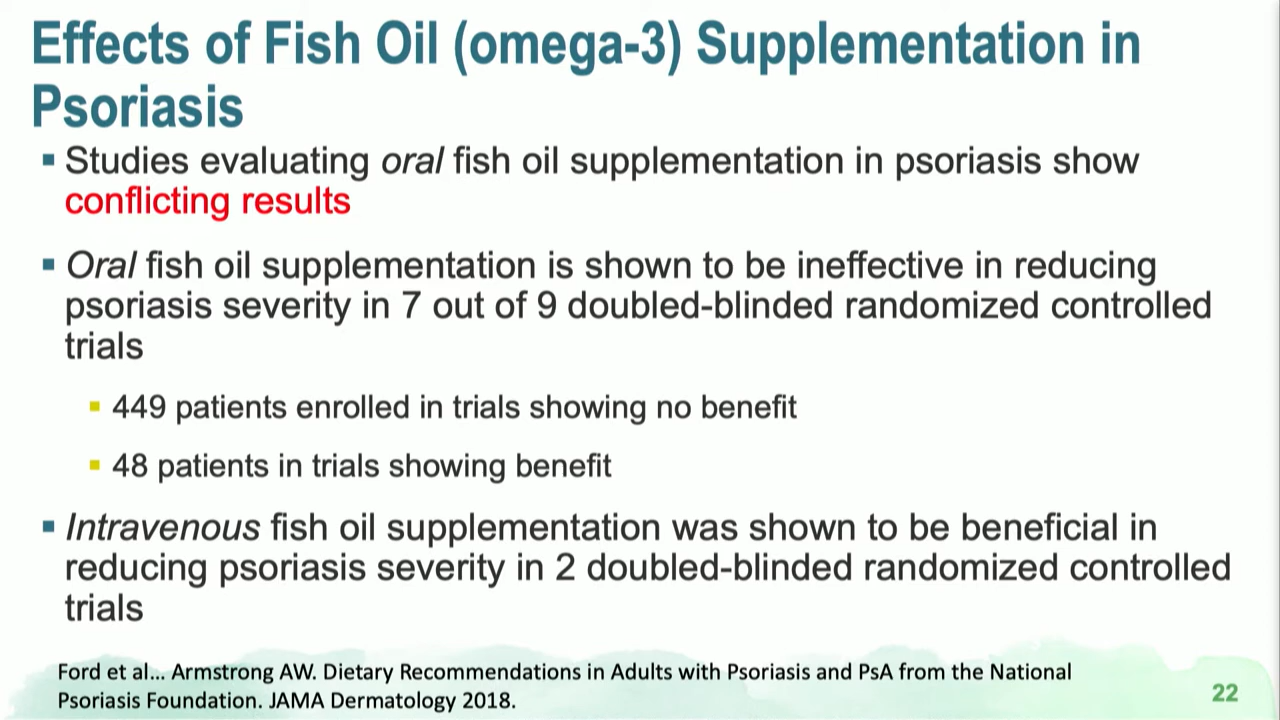 Effects of Fish Oil (omega-3) Supplementation in
Psoriasis
▪ Studies evaluating oral fish oil supplementation in psoriasis show
conflicting results
▪ Oral fish oil supplementation is shown to be ineffective in reducing
psoriasis severity in 7 out of 9 doubled-blinded randomized controlled
trials
▪ 449 patients enrolled in trials showing no benefit
▪ 48 patients in trials showing benefit
▪ Intravenous fish oil supplementation was shown to be beneficial in
reducing psoriasis severity in 2 doubled-blinded randomized controlled
trials
Ford et al... Armstrong AW. Dietary Recommendations in Adults with Psoriasis and PsA from the National
Psoriasis Foundation. JAMA Dermatology 2018.
22